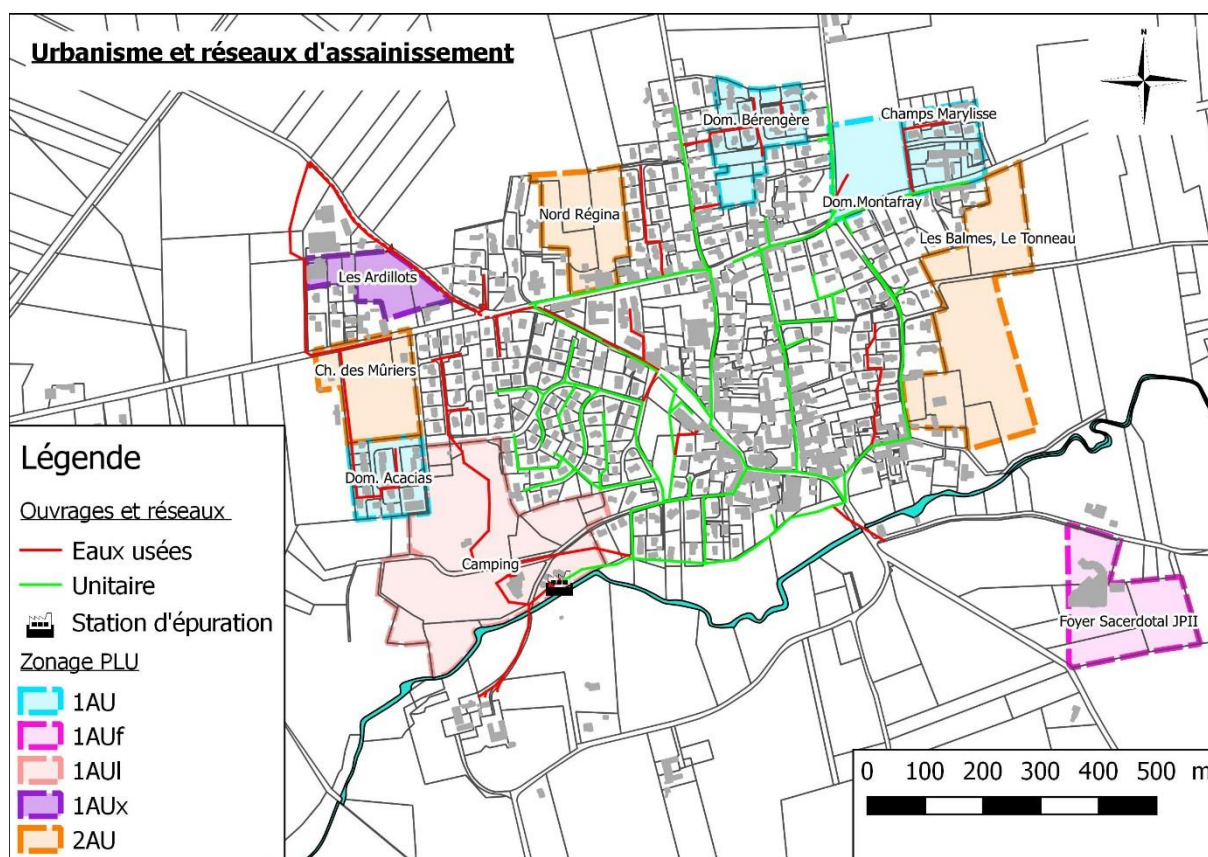 Urbanisme et réseaux d'assainissement
N
Dom. Bérengère
Champs Marylisse
Nord Régina
Dom.Montafray
Les Balmes, Le Tonneau
Les Ardillots
Ch. des Mûriers
Dom. Acacias
Camping
Foyer Sacerdotal JPII
Légende
Ouvrages et réseaux
Eaux usées
Unitaire
Station d'épuration
Zonage PLU
1AU
1AUf
1AUl
1AUx
2AU
0 100 200 300 400 500 m